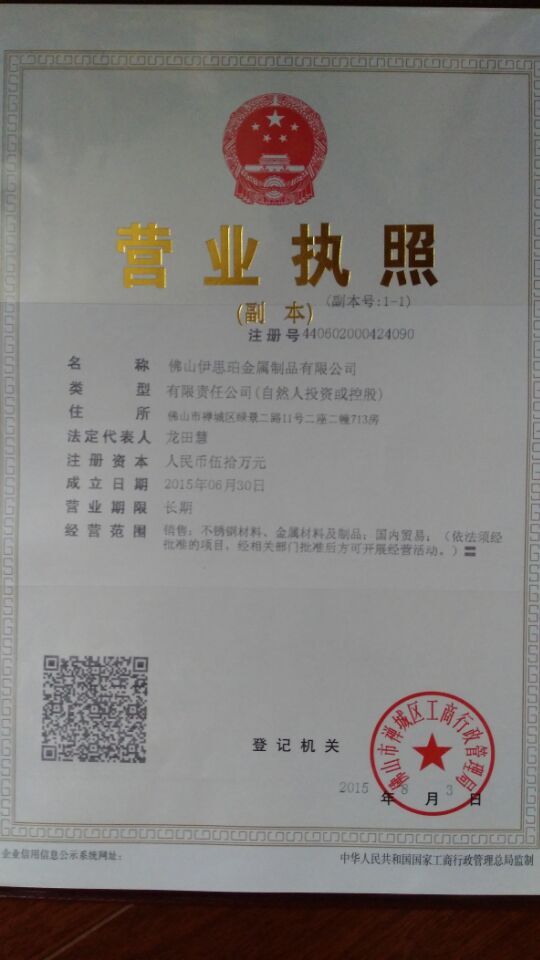 营业执照
(副 本)
(副本号:1-1)
注册号440602000424090
名称 佛山伊思珀金属制品有限公司
类型 有限责任公司(自然人投资或控股)
住所 佛山市禅城区绿景二路11号二座二幢713房
法定代表人 龙田慧
注册资本 人民币伍拾万元
成立日期 2015年06月30日
营业期限 长期
经营范围 销售：不锈钢材料、金属材料及制品；国内贸易；（依法须经
批准的项目，经相关部门批准后方可开展经营活动。）〓
佛山市禅城区工商行政管理局
登记机关
2015年8月3日
企业信用信息公示系统网址：
中华人民共和国国家工商行政管理总局监制